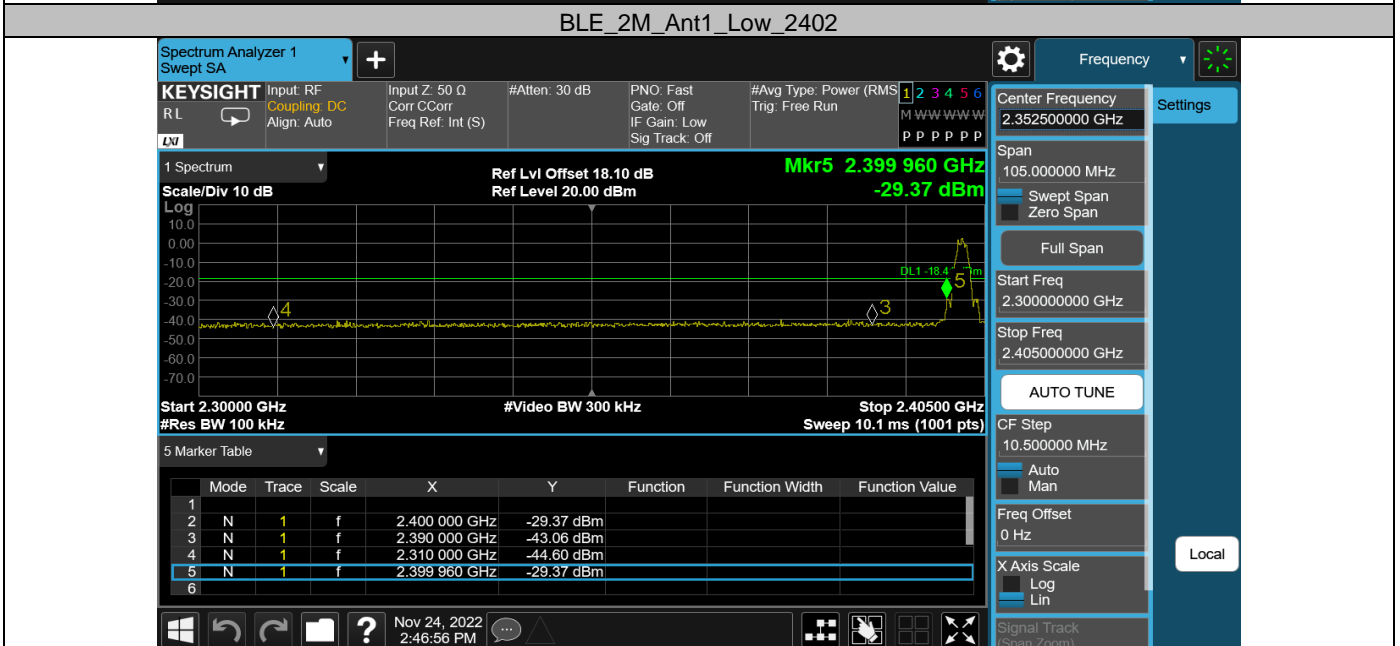 BLE_2M_Ant1_Low_2402
Spectrum Analyzer 1
Swept SA
+
Frequency
KEYSIGHT
RL
LXI
Input: RF
Coupling: DC
Align: Auto
Input Z: 50 Ω
Corr CCorr
Freq Ref: Int (S)
#Atten: 30 dB
PNO: Fast
Gate: Off
IF Gain: Low
Sig Track: Off
#Avg Type: Power (RMS
Trig: Free Run
1 2 3 4 5 6
M W W W W W
P P P P P P
Center Frequency
2.352500000 GHz
Settings
Span
105.000000 MHz
Swept Span
Zero Span
Full Span
Start Freq
2.300000000 GHz
Stop Freq
2.405000000 GHz
AUTO TUNE
CF Step
10.500000 MHz
Auto
Man
Freq Offset
0 Hz
X Axis Scale
Log
Lin
Signal Track
(Span Zoom)
Local
1 Spectrum
Scale/Div 10 dB
Ref Lvl Offset 18.10 dB
Ref Level 20.00 dBm
Mkr5 2.399 960 GHz
-29.37 dBm
Log
10.0
0.00
-10.0
-20.0
-30.0
-40.0
-50.0
-60.0
-70.0
DL1 -18.4
4
3
5
Start 2.30000 GHz
#Res BW 100 kHz
#Video BW 300 kHz
Stop 2.40500 GHz
Sweep 10.1 ms (1001 pts)
5 Marker Table
Mode Trace Scale X Y Function Function Width Function Value
1
2 N 1 f 2.400 000 GHz -29.37 dBm
3 N 1 f 2.390 000 GHz -43.06 dBm
4 N 1 f 2.310 000 GHz -44.60 dBm
5 N 1 f 2.399 960 GHz -29.37 dBm
6
?
Nov 24, 2022
2:46:56 PM